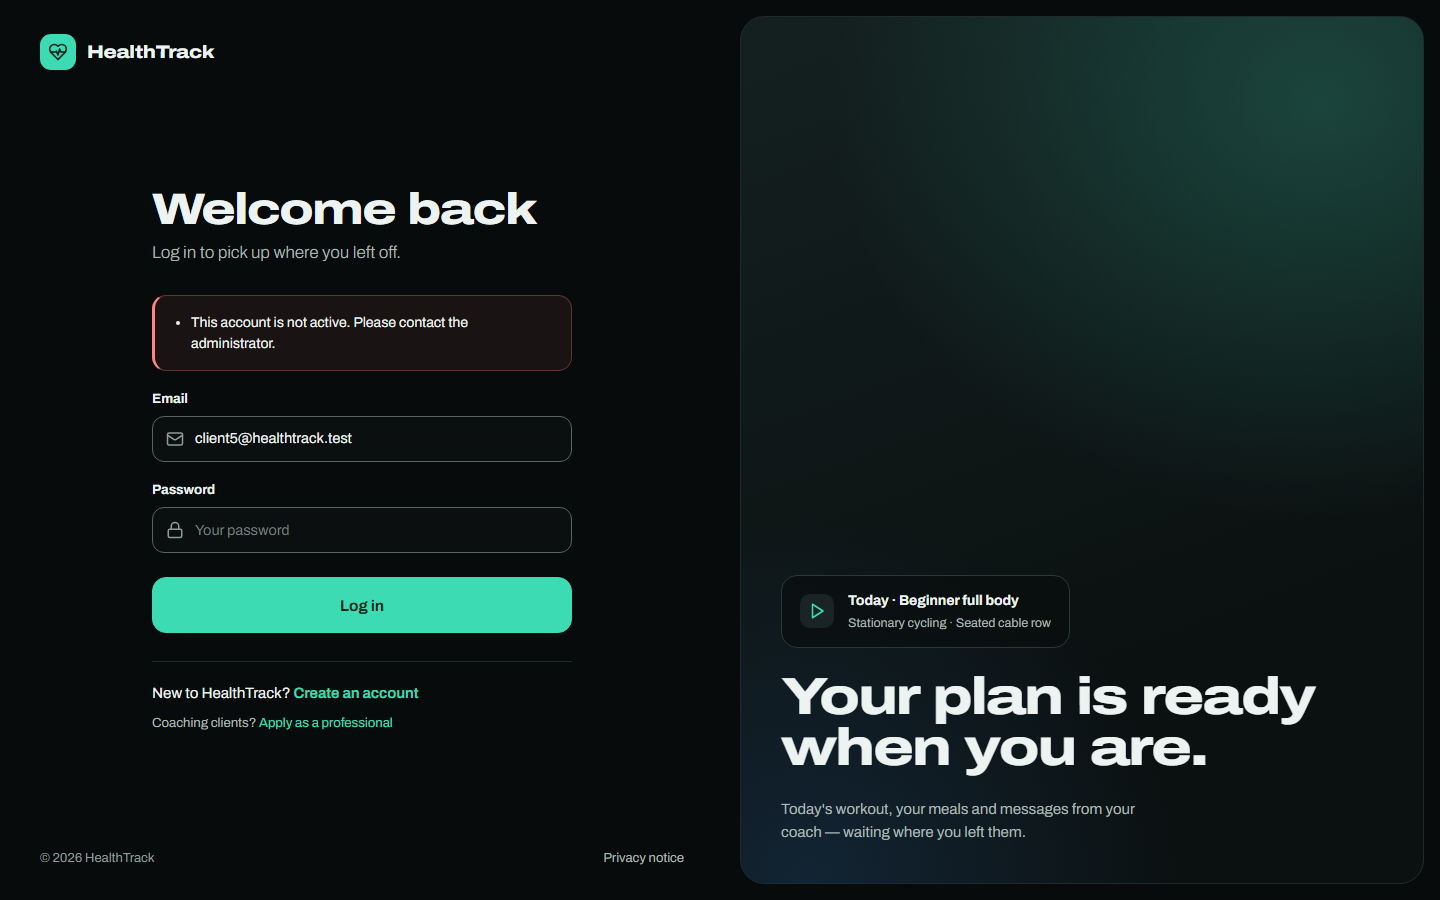 HealthTrack
Welcome back
Log in to pick up where you left off.
• This account is not active. Please contact the
administrator.
Email
client5@healthtrack.test
Password
Your password
Log in
New to HealthTrack? Create an account
Coaching clients? Apply as a professional
© 2026 HealthTrack
Privacy notice
Today · Beginner full body
Stationary cycling · Seated cable row
Your plan is ready
when you are.
Today's workout, your meals and messages from your
coach — waiting where you left them.